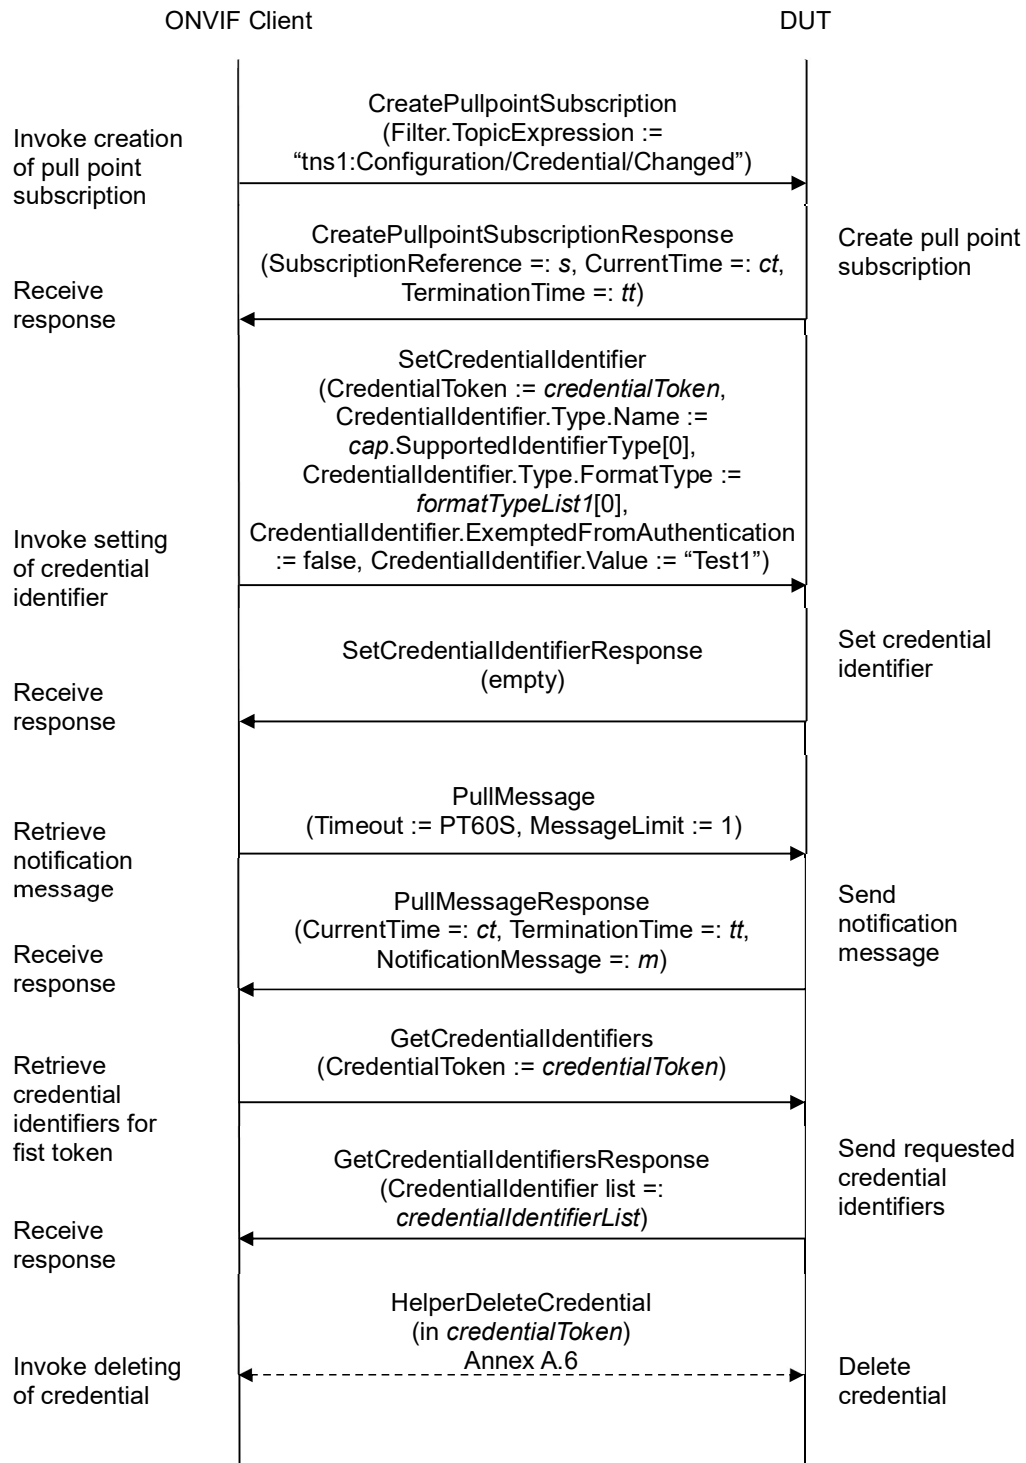 ONVIF Client
DUT
CreatePullpointSubscription
(Filter.TopicExpression :=
“tns1:Configuration/Credential/Changed”)
Invoke creation
of pull point
subscription
CreatePullpointSubscriptionResponse
(SubscriptionReference =: s, CurrentTime =: ct,
TerminationTime =: tt)
Create pull point
subscription
Receive
response
SetCredentialIdentifier
(CredentialToken := credentialToken,
CredentialIdentifier.Type.Name :=
cap.SupportedIdentifierType[0],
CredentialIdentifier.Type.FormatType :=
formatTypeList1[0],
CredentialIdentifier.ExemptedFromAuthentication
:= false, CredentialIdentifier.Value := “Test1”)
Invoke setting
of credential
identifier
SetCredentialIdentifierResponse
(empty)
Set credential
identifier
Receive
response
PullMessage
(Timeout := PT60S, MessageLimit := 1)
Retrieve
notification
message
PullMessageResponse
(CurrentTime =: ct, TerminationTime =: tt,
NotificationMessage =: m)
Send
notification
message
Receive
response
GetCredentialIdentifiers
(CredentialToken := credentialToken)
Retrieve
credential
identifiers for
fist token
GetCredentialIdentifiersResponse
(CredentialIdentifier list =:
credentialIdentifierList)
Send requested
credential
identifiers
Receive
response
HelperDeleteCredential
(in credentialToken)
Annex A.6
Invoke deleting
of credential
Delete
credential